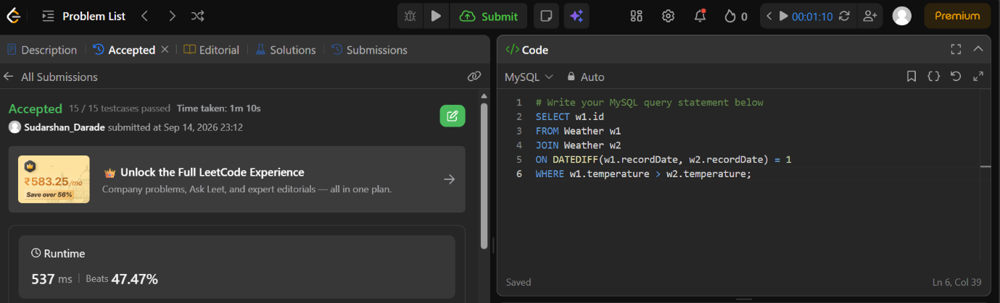 Problem List
Submit
0
00:01:10
Premium
Description
Accepted
Editorial
Solutions
Submissions
All Submissions
Accepted 15 / 15 testcases passed Time taken: 1m 10s
Sudarshan_Darade submitted at Sep 14, 2026 23:12
₹583.25/mo
Save over 56%
Unlock the Full LeetCode Experience
Company problems, Ask Leet, and expert editorials — all in one plan.
Runtime
537 ms | Beats 47.47%
</> Code
MySQL
Auto
1 # Write your MySQL query statement below
2 SELECT w1.id
3 FROM Weather w1
4 JOIN Weather w2
5 ON DATEDIFF(w1.recordDate, w2.recordDate) = 1
6 WHERE w1.temperature > w2.temperature;
Saved
Ln 6, Col 39